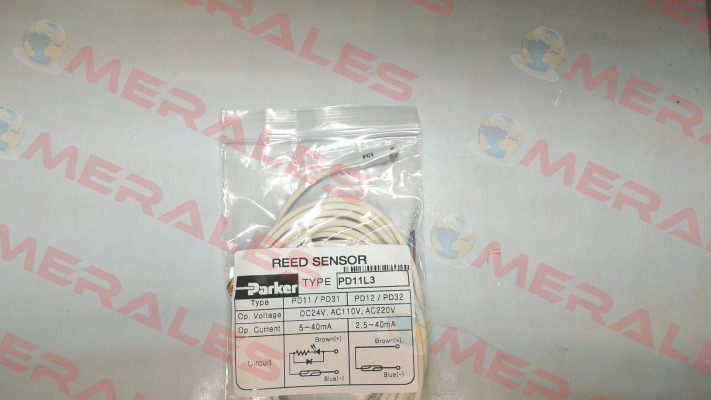 REED SENSOR
Parker TYPE PD11L3
Type PD11 / PD31 PD12 / PD32
Op. Voltage DC24V, AC110V, AC220V
Op. Current 5~40mA 2.5~40mA
Circuit
Brown(+) Brown(+)
Blue(-) Blue(-)
MERALES
MERALES
MERALES
MERALES
MERALES
MERALES